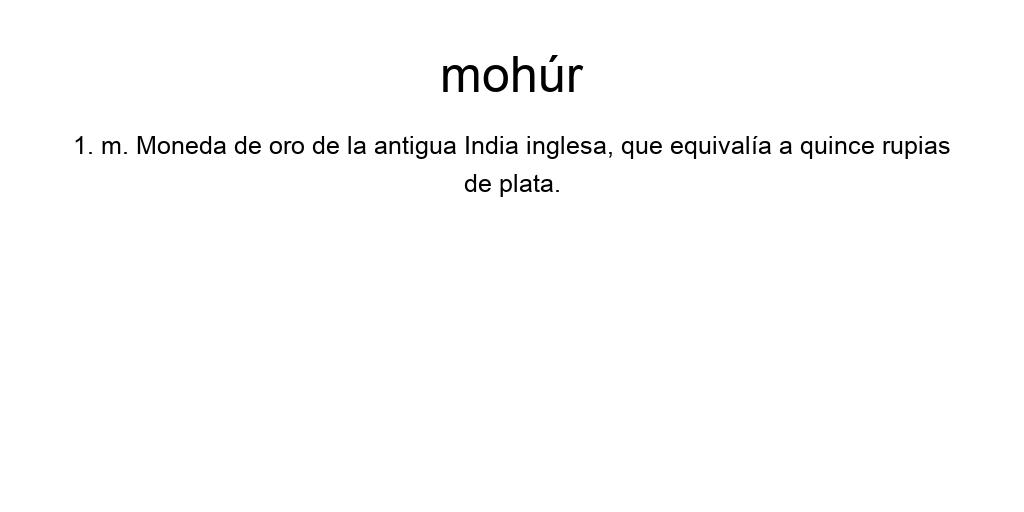 mohúr
1. m. Moneda de oro de la antigua India inglesa, que equivalía a quince rupias
de plata.